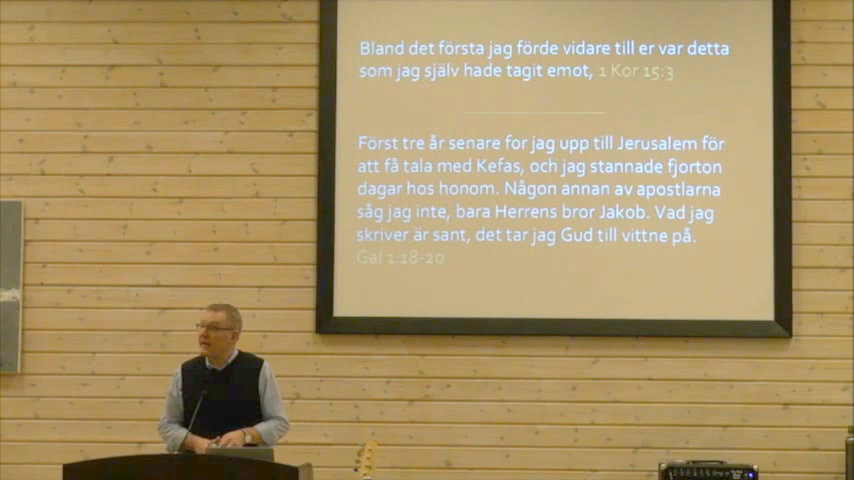 Bland det första jag förde vidare till er var detta
som jag själv hade tagit emot, 1 Kor 15:3
Först tre år senare for jag upp till Jerusalem för
att få tala med Kefas, och jag stannade fjorton
dagar hos honom. Någon annan av apostlarna
såg jag inte, bara Herrens bror Jakob. Vad jag
skriver är sant, det tar jag Gud till vittne på.
Gal 1:18-20